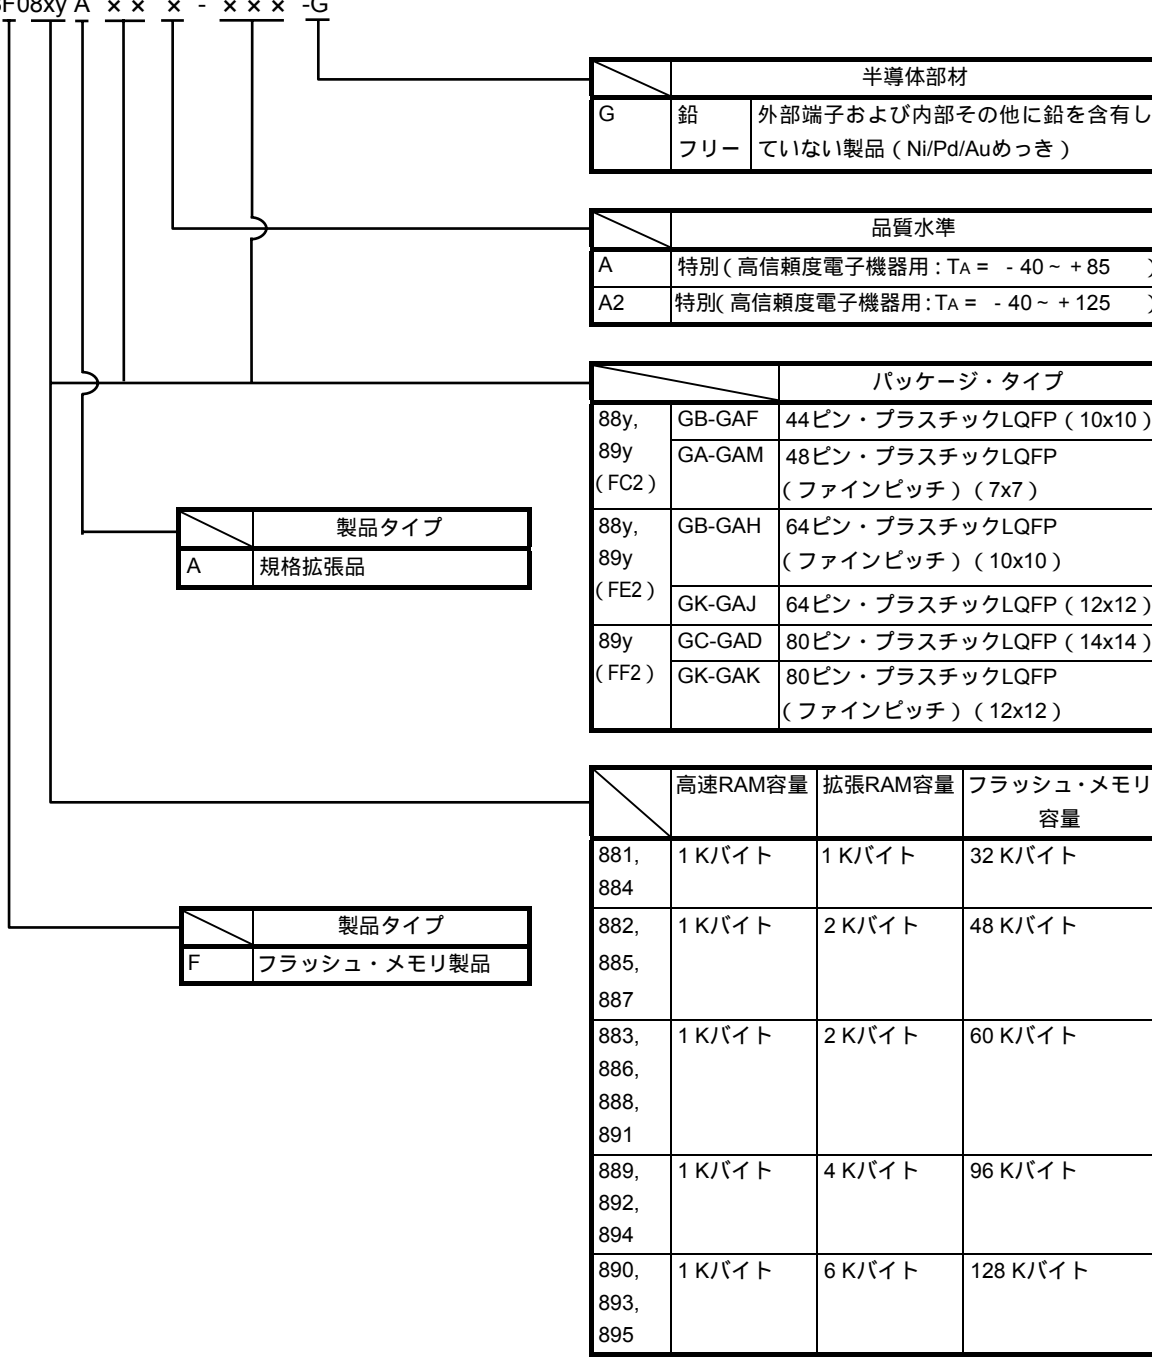 F08xy A ×× × - ××× -G
半導体部材
G 鉛フリー 外部端子および内部その他に鉛を含有し
ていない製品（Ni/Pd/Auめっき）
品質水準
A 特別（高信頼度電子機器用：TA = -40～+85 ）
A2 特別（高信頼度電子機器用：TA = -40～+125 ）
パッケージ・タイプ
88y,
89y
（FC2）
GB-GAF 44ピン・プラスチックLQFP（10x10）
GA-GAM 48ピン・プラスチックLQFP
（ファインピッチ）（7x7）
88y,
89y
（FE2）
GB-GAH 64ピン・プラスチックLQFP
（ファインピッチ）（10x10）
GK-GAJ 64ピン・プラスチックLQFP（12x12）
89y
（FF2）
GC-GAD 80ピン・プラスチックLQFP（14x14）
GK-GAK 80ピン・プラスチックLQFP
（ファインピッチ）（12x12）
製品タイプ
A 規格拡張品
高速RAM容量 拡張RAM容量 フラッシュ・メモリ
容量
881, 1 Kバイト 1 Kバイト 32 Kバイト
884
882, 1 Kバイト 2 Kバイト 48 Kバイト
885,
887
883, 1 Kバイト 2 Kバイト 60 Kバイト
886,
888,
891
889, 1 Kバイト 4 Kバイト 96 Kバイト
892,
894
890, 1 Kバイト 6 Kバイト 128 Kバイト
893,
895
製品タイプ
F フラッシュ・メモリ製品